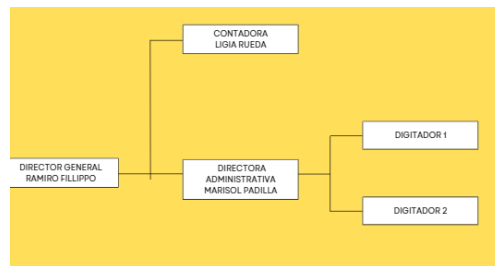 CONTADORA
LIGIA RUEDA
DIRECTOR GENERAL
RAMIRO FILLIPPO
DIRECTORA
ADMINISTRATIVA
MARISOL PADILLA
DIGITADOR 1
DIGITADOR 2